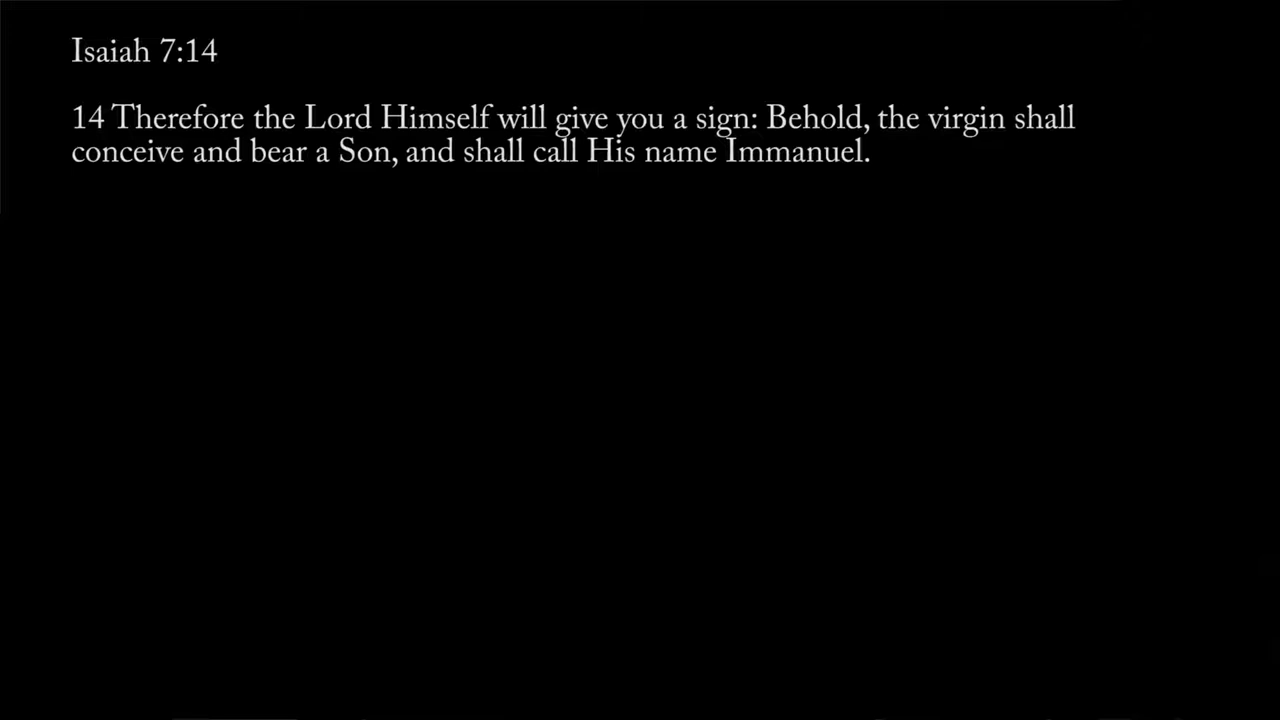 Isaiah 7:14
14 Therefore the Lord Himself will give you a sign: Behold, the virgin shall
conceive and bear a Son, and shall call His name Immanuel.